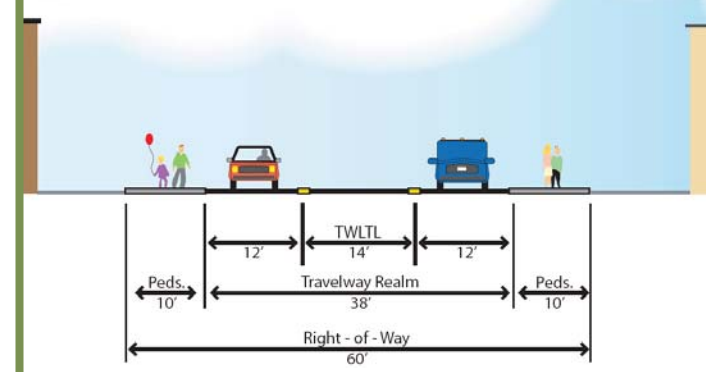 TWLTL
12' 14' 12'
Peds. Travelway Realm Peds.
10' 38' 10'
Right - of - Way
60'